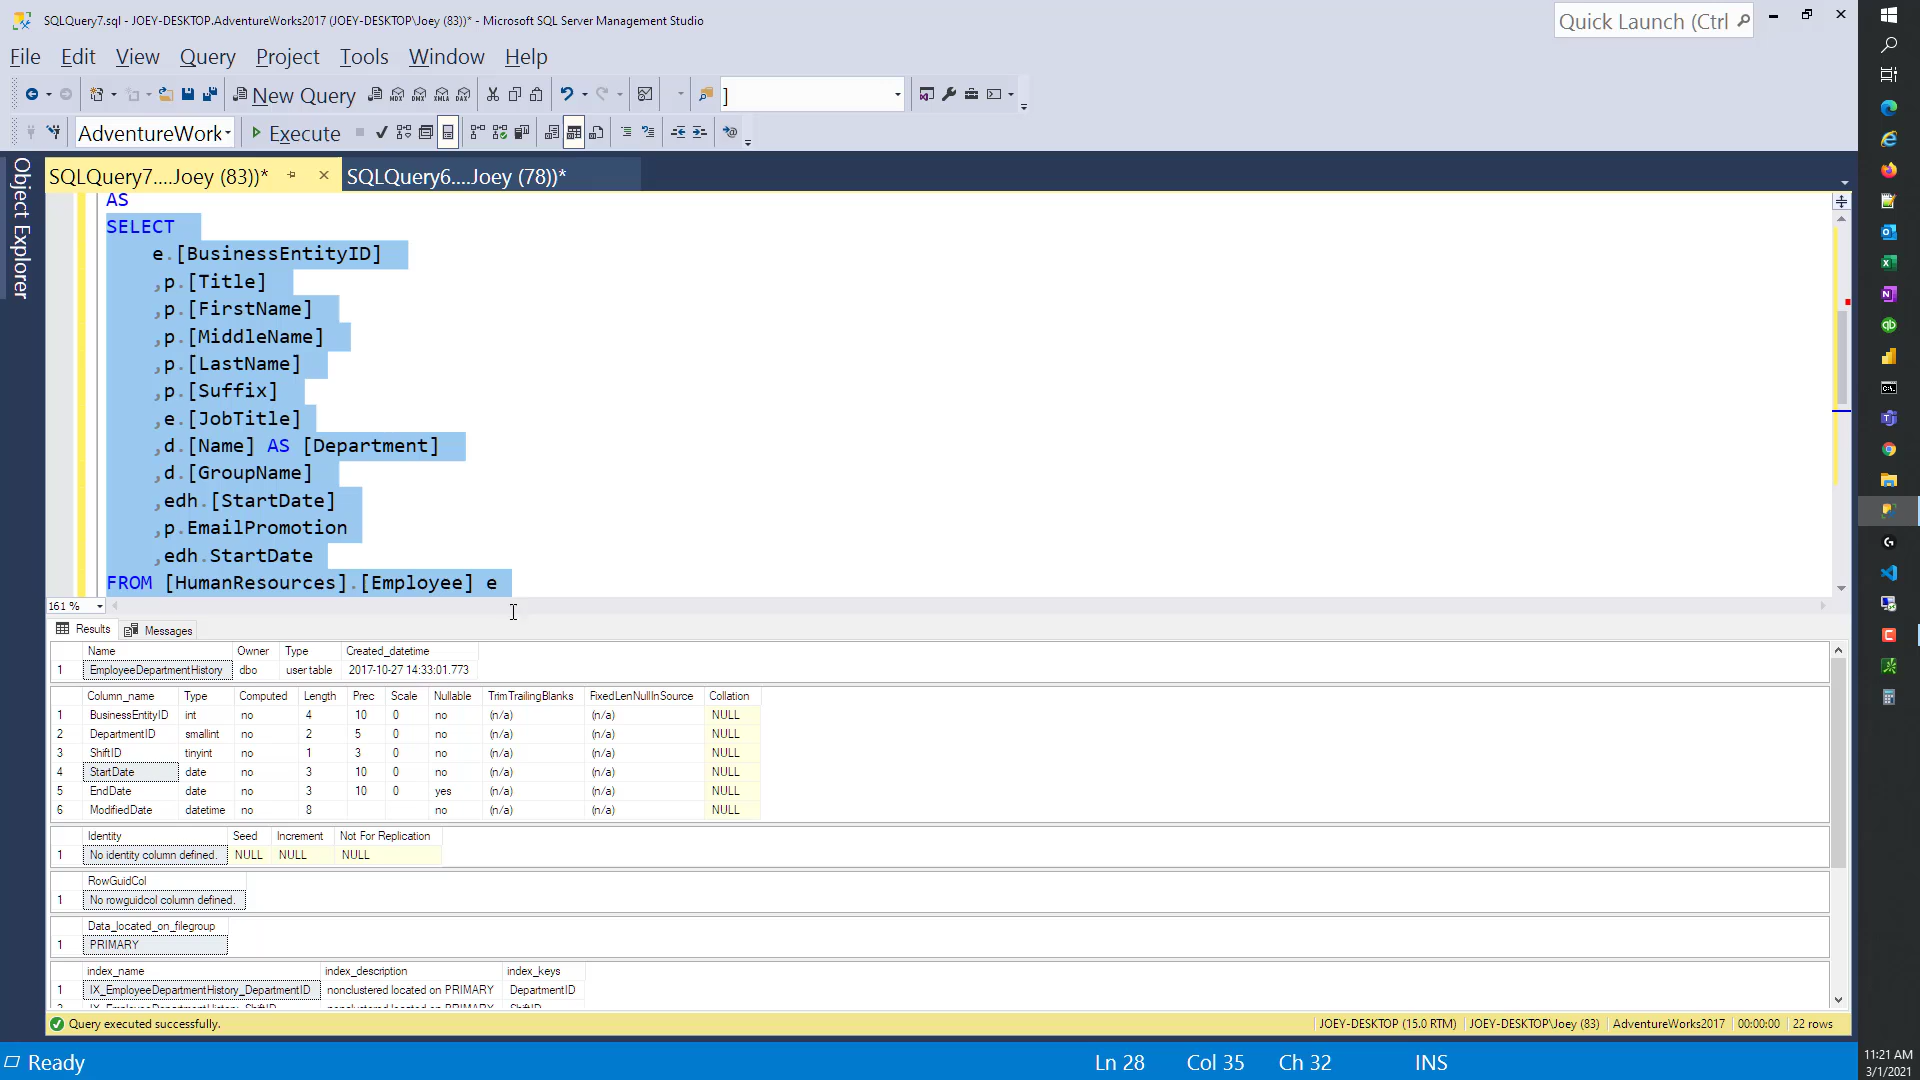 SQLQuery7.sql - JOEY-DESKTOP.AdventureWorks2017 (JOEY-DESKTOP\Joey (83))* - Microsoft SQL Server Management Studio
Quick Launch (Ctrl
File Edit View Query Project Tools Window Help
New Query
]
AdventureWork
Execute
Object Explorer
SQLQuery7....Joey (83))*
SQLQuery6....Joey (78))*
AS
SELECT
e.[BusinessEntityID]
,p.[Title]
,p.[FirstName]
,p.[MiddleName]
,p.[LastName]
,p.[Suffix]
,e.[JobTitle]
,d.[Name] AS [Department]
,d.[GroupName]
,edh.[StartDate]
,p.EmailPromotion
,edh.StartDate
FROM [HumanResources].[Employee] e
161 %
Results Messages
Name Owner Type Created_datetime
1 EmployeeDepartmentHistory dbo user table 2017-10-27 14:33:01.773
Column_name Type Computed Length Prec Scale Nullable TrimTrailingBlanks FixedLenNullInSource Collation
1 BusinessEntityID int no 4 10 0 no (n/a) (n/a) NULL
2 DepartmentID smallint no 2 5 0 no (n/a) (n/a) NULL
3 ShiftID tinyint no 1 3 0 no (n/a) (n/a) NULL
4 StartDate date no 3 10 0 no (n/a) (n/a) NULL
5 EndDate date no 3 10 0 yes (n/a) (n/a) NULL
6 ModifiedDate datetime no 8 no (n/a) (n/a) NULL
Identity Seed Increment Not For Replication
1 No identity column defined. NULL NULL NULL
RowGuidCol
1 No rowguidcol column defined.
Data_located_on_filegroup
1 PRIMARY
index_name index_description index_keys
1 IX_EmployeeDepartmentHistory_DepartmentID nonclustered located on PRIMARY DepartmentID
Query executed successfully.
JOEY-DESKTOP (15.0 RTM) JOEY-DESKTOP\Joey (83) AdventureWorks2017 00:00:00 22 rows
Ready
Ln 28 Col 35 Ch 32 INS
11:21 AM
3/1/2021